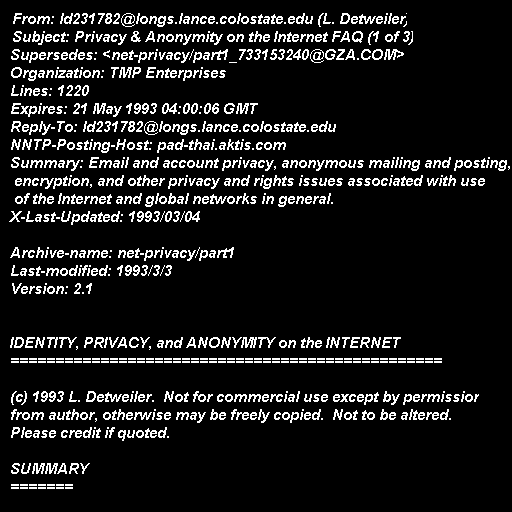 From: ld231782@longs.lance.colostate.edu (L. Detweiler)
Subject: Privacy & Anonymity on the Internet FAQ (1 of 3)
Supersedes: <net-privacy/part1_733153240@GZA.COM>
Organization: TMP Enterprises
Lines: 1220
Expires: 21 May 1993 04:00:06 GMT
Reply-To: ld231782@longs.lance.colostate.edu
NNTP-Posting-Host: pad-thai.aktis.com
Summary: Email and account privacy, anonymous mailing and posting,
encryption, and other privacy and rights issues associated with use
of the Internet and global networks in general.
X-Last-Updated: 1993/03/04

Archive-name: net-privacy/part1
Last-modified: 1993/3/3
Version: 2.1

IDENTITY, PRIVACY, and ANONYMITY on the INTERNET
================================================

(c) 1993 L. Detweiler.  Not for commercial use except by permission
from author, otherwise may be freely copied.  Not to be altered.
Please credit if quoted.

SUMMARY
=======